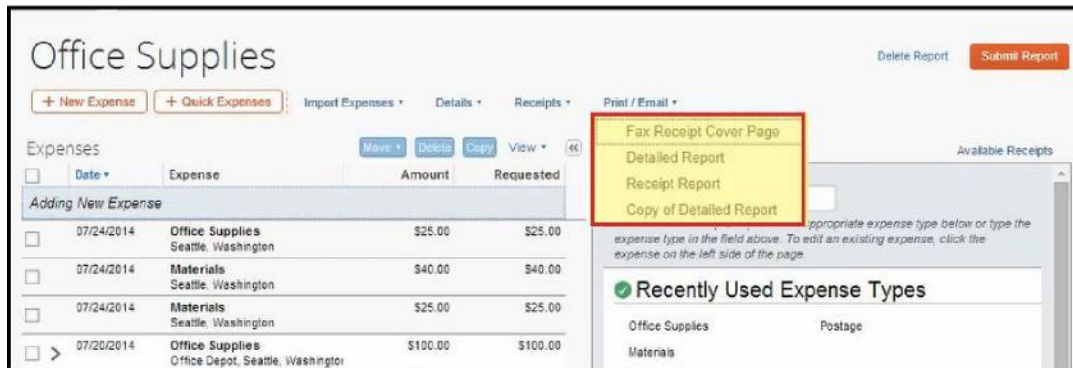 Office Supplies
Delete Report
Submit Report
+ New Expense
+ Quick Expenses
Import Expenses
Details
Receipts
Print / Email
Fax Receipt Cover Page
Detailed Report
Receipt Report
Copy of Detailed Report
Expenses
Move
Delete
Copy
View
Available Receipts
Date Expense Amount Requested
Adding New Expense
07/24/2014 Office Supplies $25.00 $25.00
Seattle, Washington
07/24/2014 Materials $40.00 $40.00
Seattle, Washington
07/24/2014 Materials $25.00 $25.00
Seattle, Washington
07/20/2014 Office Supplies $100.00 $100.00
Office Depot, Seattle, Washington
appropriate expense type below or type the
expense type in the field above. To edit an existing expense, click the
expense on the left side of the page.
Recently Used Expense Types
Office Supplies Postage
Materials